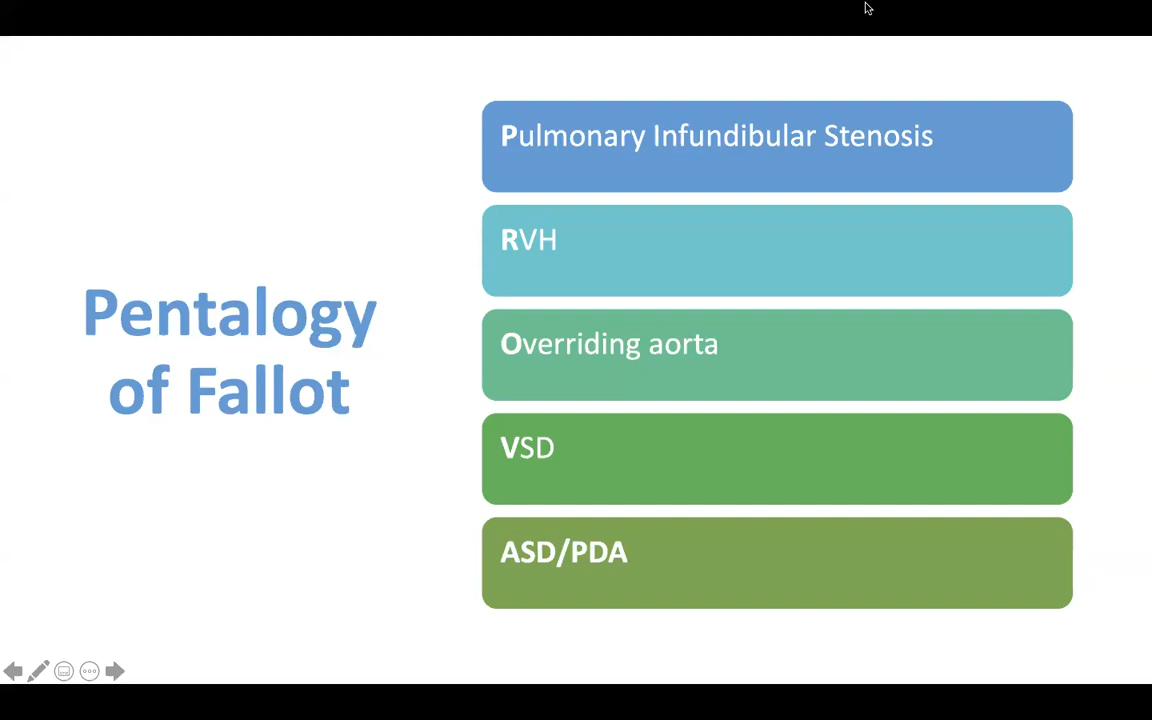 Pentalogy
of Fallot
Pulmonary Infundibular Stenosis
RVH
Overriding aorta
VSD
ASD/PDA